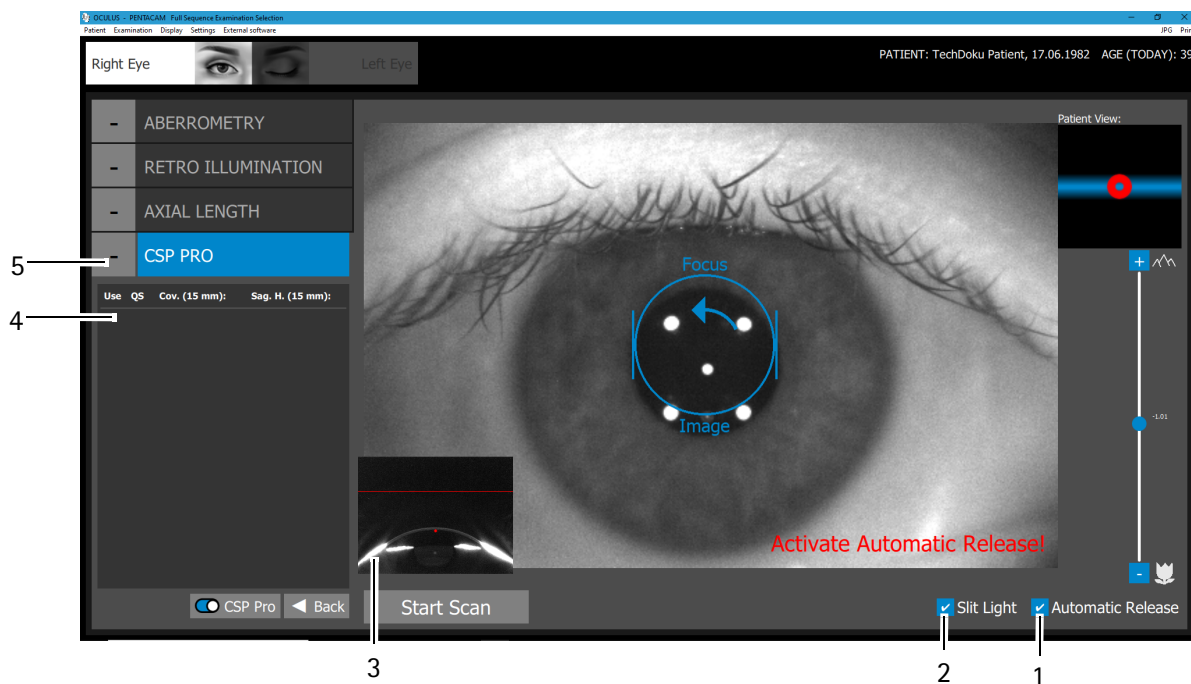 OCULUS - PENTACAM Full Sequence Examination Selection
Patient Examination Display Settings External software JPG Prin
Right Eye Left Eye PATIENT: TechDoku Patient, 17.06.1982 AGE (TODAY): 39
- ABERROMETRY
Patient View:
- RETRO ILLUMINATION
- AXIAL LENGTH
- CSP PRO
5
+
Focus
Use QS Cov. (15 mm): Sag. H. (15 mm):
4
-1.01
Image
Activate Automatic Release!
-
CSP Pro Back Start Scan Slit Light Automatic Release
3 2 1